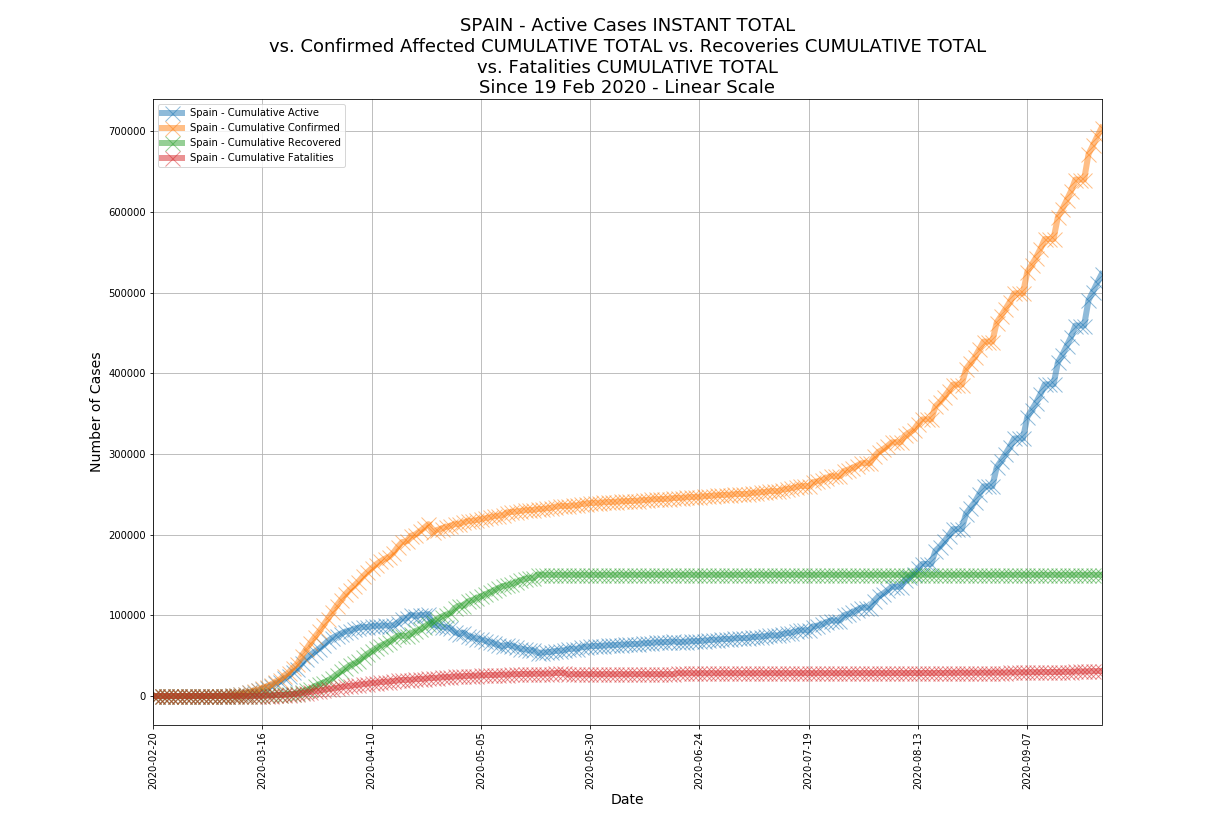 SPAIN - Active Cases INSTANT TOTAL
vs. Confirmed Affected CUMULATIVE TOTAL vs. Recoveries CUMULATIVE TOTAL
vs. Fatalities CUMULATIVE TOTAL
Since 19 Feb 2020 - Linear Scale
Spain - Cumulative Active
Spain - Cumulative Confirmed
Spain - Cumulative Recovered
Spain - Cumulative Fatalities
Number of Cases
700000
600000
500000
400000
300000
200000
100000
0
2020-02-20
2020-03-16
2020-04-10
2020-05-05
2020-05-30
2020-06-24
2020-07-19
2020-08-13
2020-09-07
Date